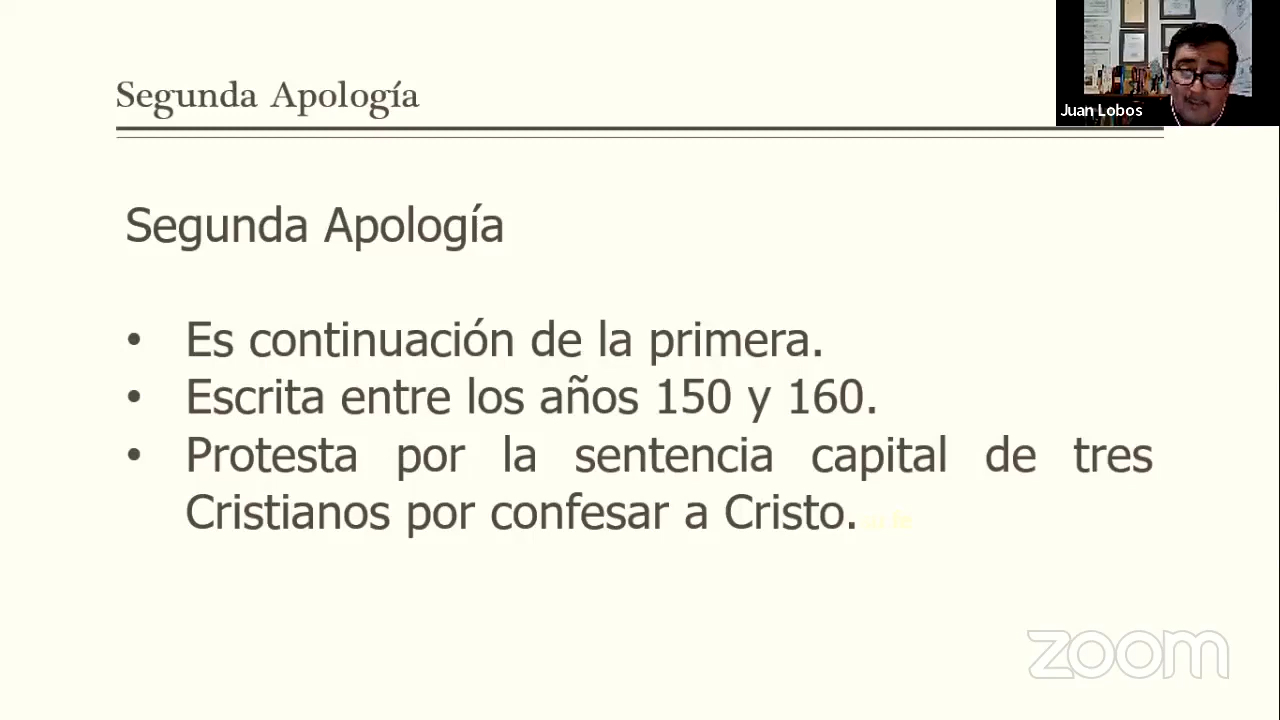 Segunda Apología
Juan Lobos
Segunda Apología
• Es continuación de la primera.
• Escrita entre los años 150 y 160.
• Protesta por la sentencia capital de tres
Cristianos por confesar a Cristo.
zoom